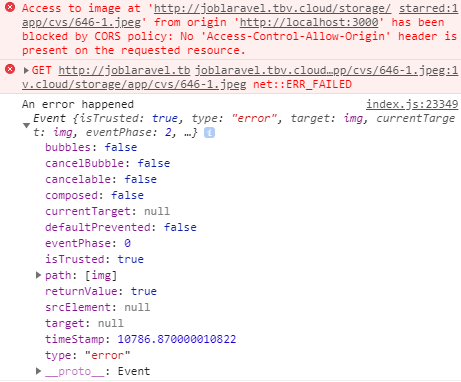 Access to image at 'http://joblaravel.tbv.cloud/storage/ starred:1
app/cvs/646-1.jpeg' from origin 'http://localhost:3000' has been
blocked by CORS policy: No 'Access-Control-Allow-Origin' header is
present on the requested resource.
GET http://joblaravel.tb joblaravel.tbv.cloud…pp/cvs/646-1.jpeg:1
v.cloud/storage/app/cvs/646-1.jpeg net::ERR_FAILED
An error happened index.js:23349
Event {isTrusted: true, type: "error", target: img, currentTarge
t: img, eventPhase: 2, …} i
bubbles: false
cancelBubble: false
cancelable: false
composed: false
currentTarget: null
defaultPrevented: false
eventPhase: 0
isTrusted: true
path: [img]
returnValue: true
srcElement: null
target: null
timeStamp: 10786.870000010822
type: "error"
__proto__: Event